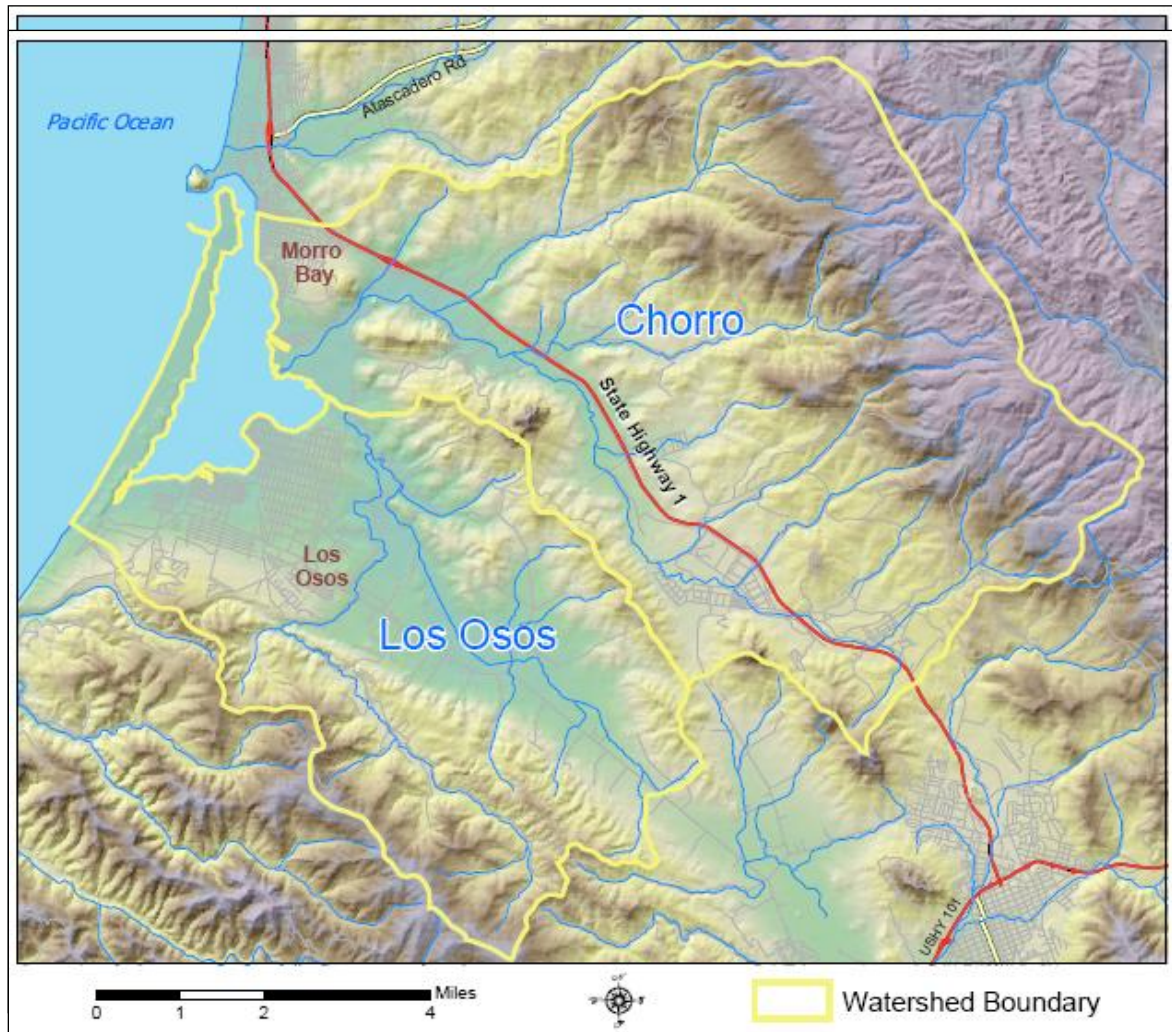 Atascadero Rd
Pacific Ocean
Morro
Bay
Chorro
State Highway 1
Los
Osos
Los Osos
USHY 101
Miles
0 1 2 4
Watershed Boundary